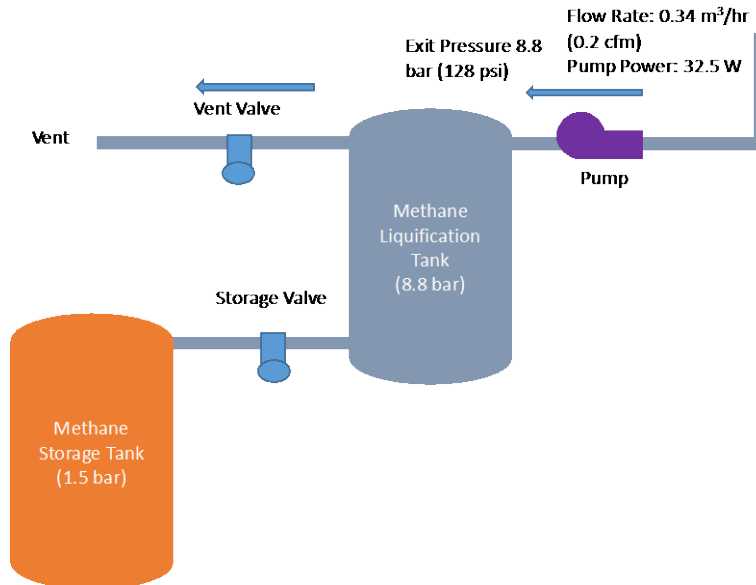 Flow Rate: 0.34 m³/hr
(0.2 cfm)
Pump Power: 32.5 W
Exit Pressure 8.8
bar (128 psi)
Vent Valve
Vent
Pump
Methane
Liquification
Tank
(8.8 bar)
Storage Valve
Methane
Storage Tank
(1.5 bar)